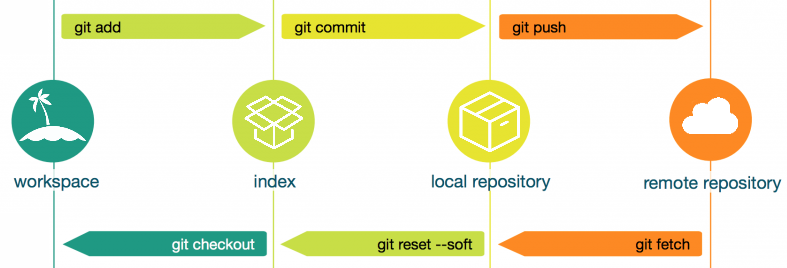 git add
git commit
git push
workspace
index
local repository
remote repository
git checkout
git reset --soft
git fetch